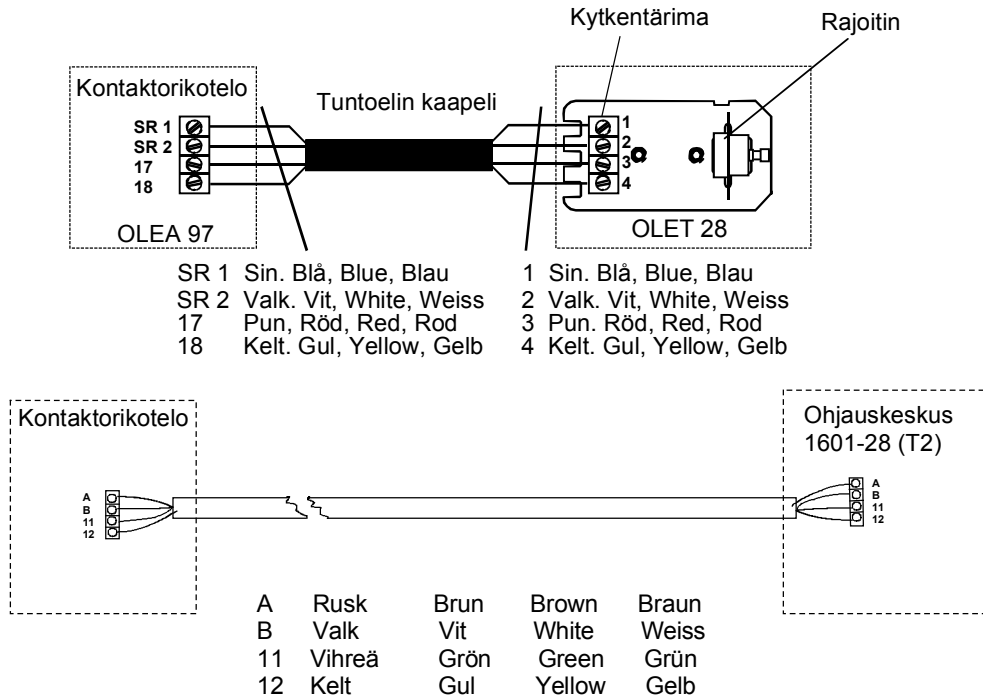 Kytkentärima
Rajoitin
Kontaktorikotelo
Tuntoelin kaapeli
SR 1
SR 2
17
18
1
2
3
4
OLEA 97
OLET 28
SR 1 Sin. Blå, Blue, Blau
SR 2 Valk. Vit, White, Weiss
17 Pun, Röd, Red, Rod
18 Kelt. Gul, Yellow, Gelb
1 Sin. Blå, Blue, Blau
2 Valk. Vit, White, Weiss
3 Pun. Röd, Red, Rod
4 Kelt. Gul, Yellow, Gelb
Kontaktorikotelo
Ohjauskeskus
1601-28 (T2)
A
B
11
12
A
B
11
12
A Rusk Brun Brown Braun
B Valk Vit White Weiss
11 Vihreä Grön Green Grün
12 Kelt Gul Yellow Gelb